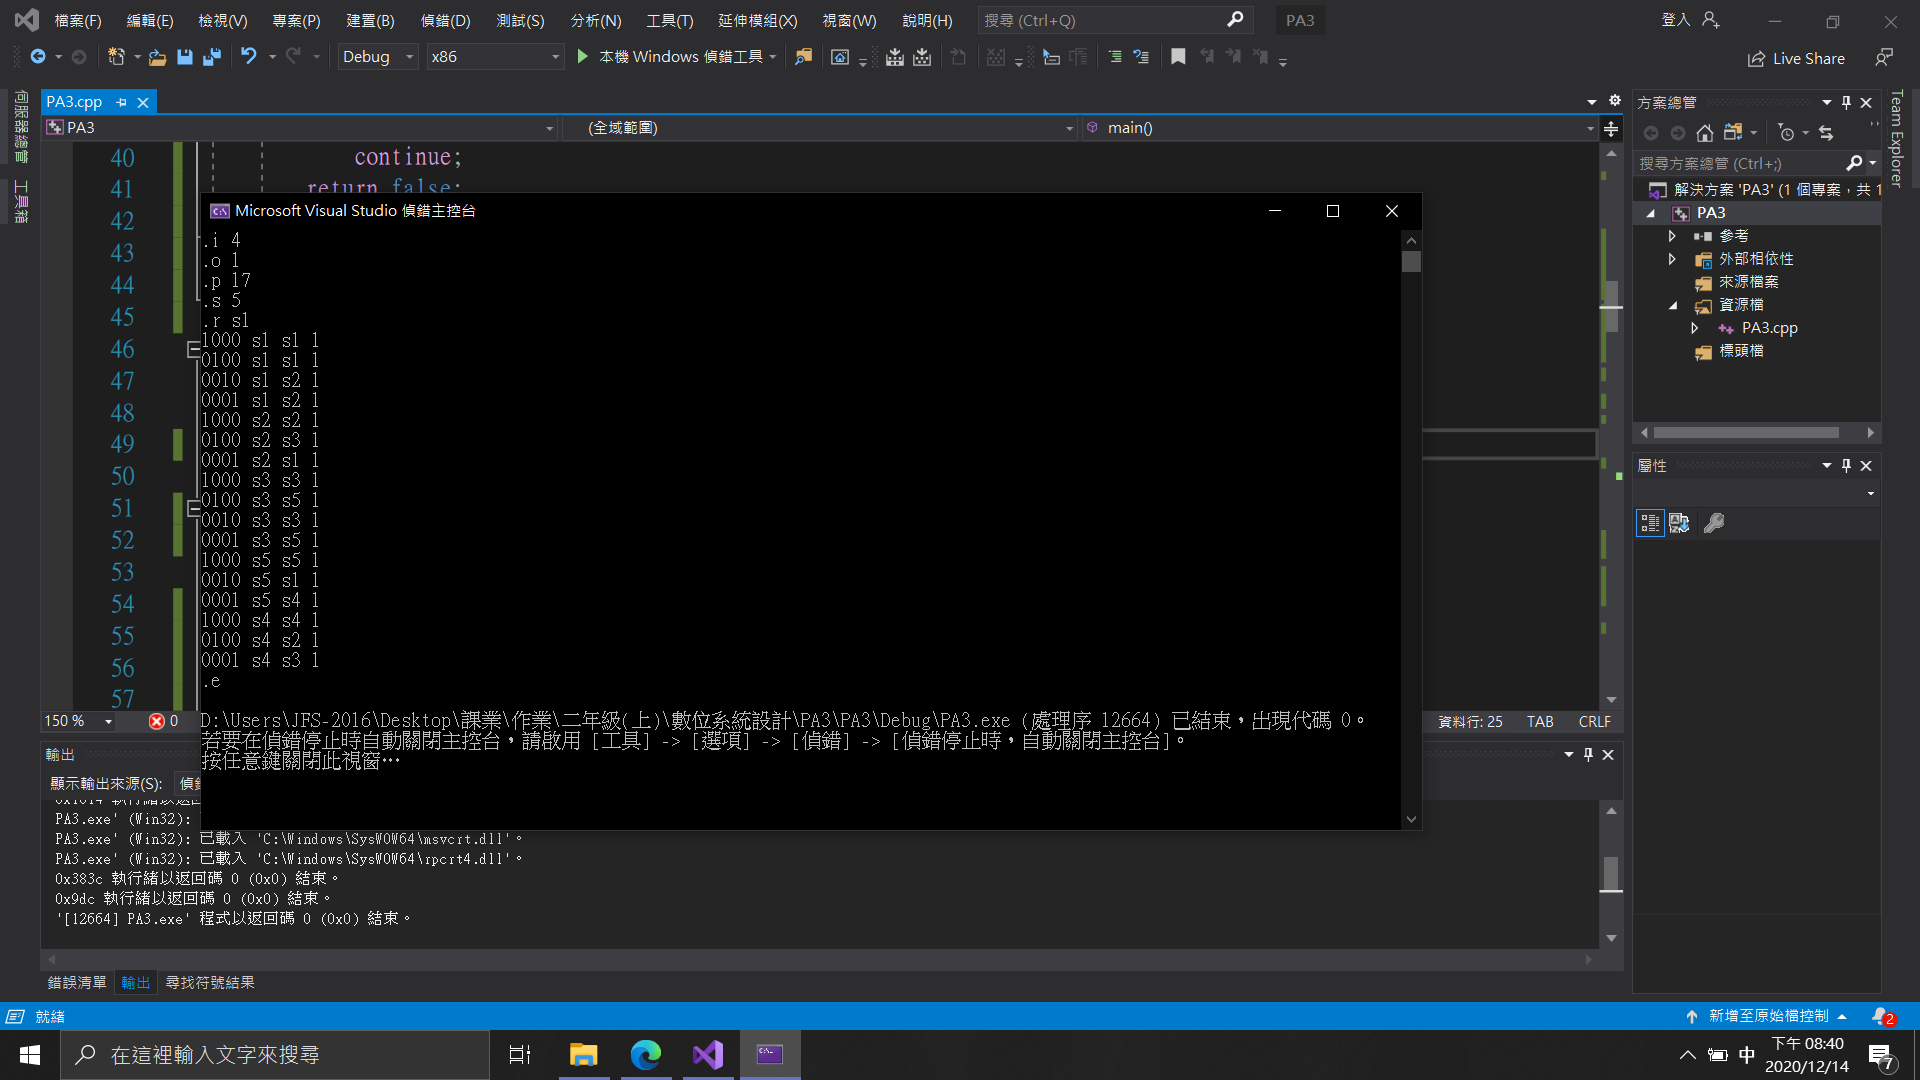 檔案(F) 編輯(E) 檢視(V) 專案(P) 建置(B) 偵錯(D) 測試(S) 分析(N) 工具(T) 延伸模組(X) 視窗(W) 說明(H) 搜尋 (Ctrl+Q) PA3 登入
Debug x86 本機 Windows 偵錯工具 Live Share
伺服器總管
工具箱
PA3.cpp
PA3 (全域範圍) main()
40 continue;
41 return false;
42
43
44
45
46
47
48
49
50
51
52
53
54
55
56
57
Microsoft Visual Studio 偵錯主控台
.i 4
.o 1
.p 17
.s 5
.r s1
1000 s1 s1 1
0100 s1 s1 1
0010 s1 s2 1
0001 s1 s2 1
1000 s2 s2 1
0100 s2 s3 1
0001 s2 s1 1
1000 s3 s3 1
0100 s3 s5 1
0010 s3 s3 1
0001 s3 s5 1
1000 s5 s5 1
0010 s5 s1 1
0001 s5 s4 1
1000 s4 s4 1
0100 s4 s2 1
0001 s4 s3 1
.e
D:\Users\JFS-2016\Desktop\課業\作業\二年級(上)\數位系統設計\PA3\PA3\Debug\PA3.exe (處理序 12664) 已結束，出現代碼 0。
若要在偵錯停止時自動關閉主控台，請啟用 [工具] -> [選項] -> [偵錯] -> [偵錯停止時，自動關閉主控台]。
按任意鍵關閉此視窗…
150 % 0 資料行: 25 TAB CRLF
輸出
顯示輸出來源(S): 偵錯
PA3.exe' (Win32):
PA3.exe' (Win32): 已載入 'C:\Windows\SysWOW64\msvcrt.dll'。
PA3.exe' (Win32): 已載入 'C:\Windows\SysWOW64\rpcrt4.dll'。
0x383c 執行緒以返回碼 0 (0x0) 結束。
0x9dc 執行緒以返回碼 0 (0x0) 結束。
'[12664] PA3.exe' 程式以返回碼 0 (0x0) 結束。
錯誤清單 輸出 尋找符號結果
方案總管
搜尋方案總管 (Ctrl+;)
解決方案 'PA3' (1 個專案，共 1
PA3
參考
外部相依性
來源檔案
資源檔
PA3.cpp
標頭檔
屬性
Team Explorer
就緒 新增至原始檔控制 2
在這裡輸入文字來搜尋 中 下午 08:40
2020/12/14 7